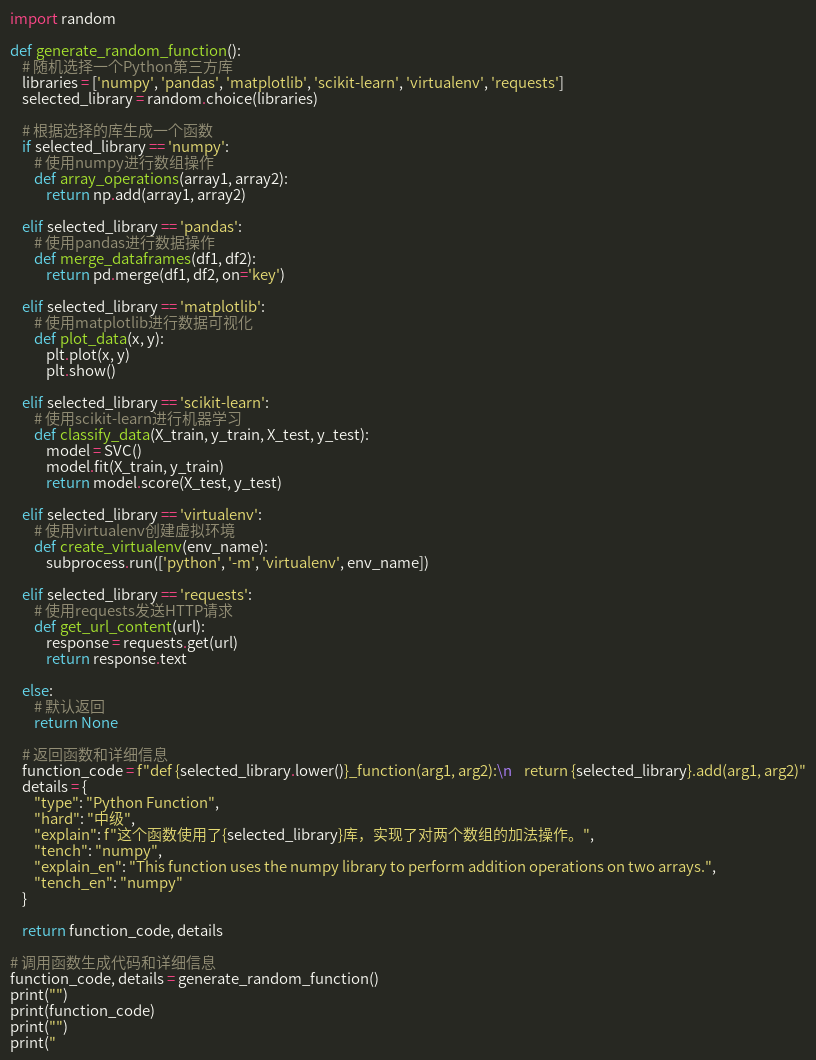 import random

def generate_random_function():
    # 随机选择一个Python第三方库
    libraries = ['numpy', 'pandas', 'matplotlib', 'scikit-learn', 'virtualenv', 'requests']
    selected_library = random.choice(libraries)

    # 根据选择的库生成一个函数
    if selected_library == 'numpy':
        # 使用numpy进行数组操作
        def array_operations(array1, array2):
            return np.add(array1, array2)

    elif selected_library == 'pandas':
        # 使用pandas进行数据操作
        def merge_dataframes(df1, df2):
            return pd.merge(df1, df2, on='key')

    elif selected_library == 'matplotlib':
        # 使用matplotlib进行数据可视化
        def plot_data(x, y):
            plt.plot(x, y)
            plt.show()

    elif selected_library == 'scikit-learn':
        # 使用scikit-learn进行机器学习
        def classify_data(X_train, y_train, X_test, y_test):
            model = SVC()
            model.fit(X_train, y_train)
            return model.score(X_test, y_test)

    elif selected_library == 'virtualenv':
        # 使用virtualenv创建虚拟环境
        def create_virtualenv(env_name):
            subprocess.run(['python', '-m', 'virtualenv', env_name])

    elif selected_library == 'requests':
        # 使用requests发送HTTP请求
        def get_url_content(url):
            response = requests.get(url)
            return response.text

    else:
        # 默认返回
        return None

    # 返回函数和详细信息
    function_code = f"def {selected_library.lower()}_function(arg1, arg2):\n    return {selected_library}.add(arg1, arg2)"
    details = {
        "type": "Python Function",
        "hard": "中级",
        "explain": f"这个函数使用了{selected_library}库，实现了对两个数组的加法操作。",
        "tench": "numpy",
        "explain_en": "This function uses the numpy library to perform addition operations on two arrays.",
        "tench_en": "numpy"
    }

    return function_code, details

# 调用函数生成代码和详细信息
function_code, details = generate_random_function()
print("")
print(function_code)
print("")
print("